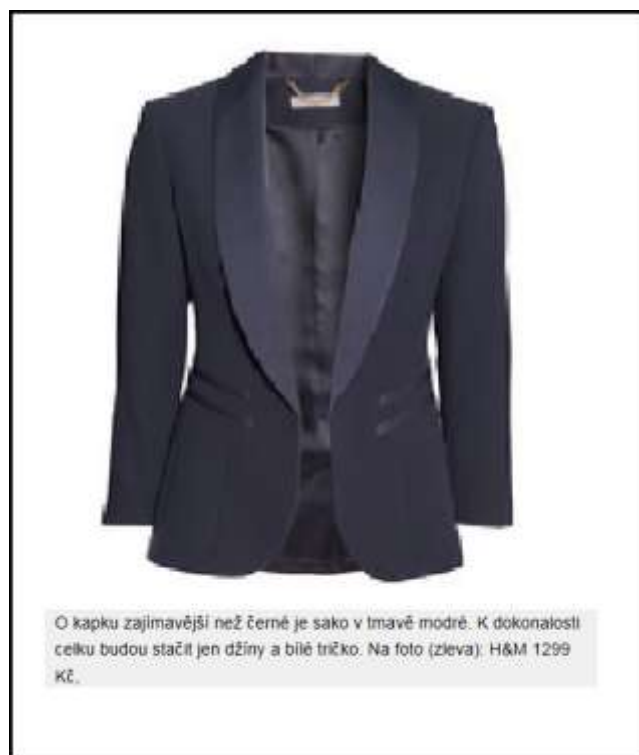 O kapku zajímavější než černé je sako v tmavě modré. K dokonalosti
celku budou stačit jen džíny a bílé tričko. Na foto (zleva): H&M 1299
Kč,